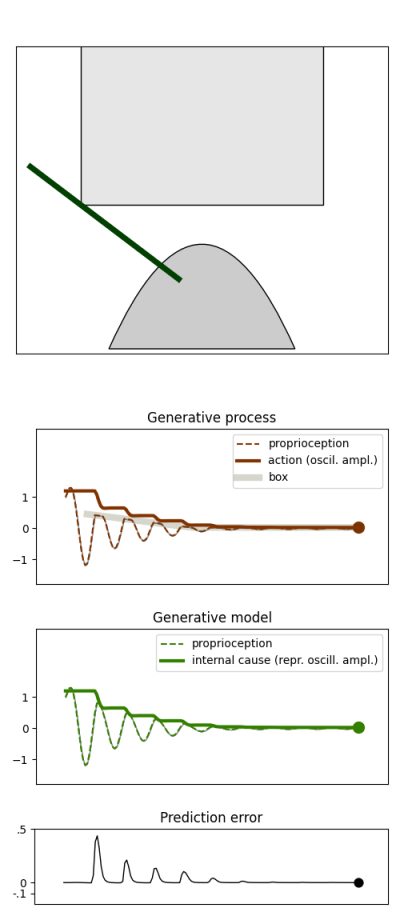 Generative process
proprioception
action (oscil. ampl.)
box
1
0
−1
Generative model
proprioception
internal cause (repr. oscill. ampl.)
1
0
−1
Prediction error
.5
0
-.1